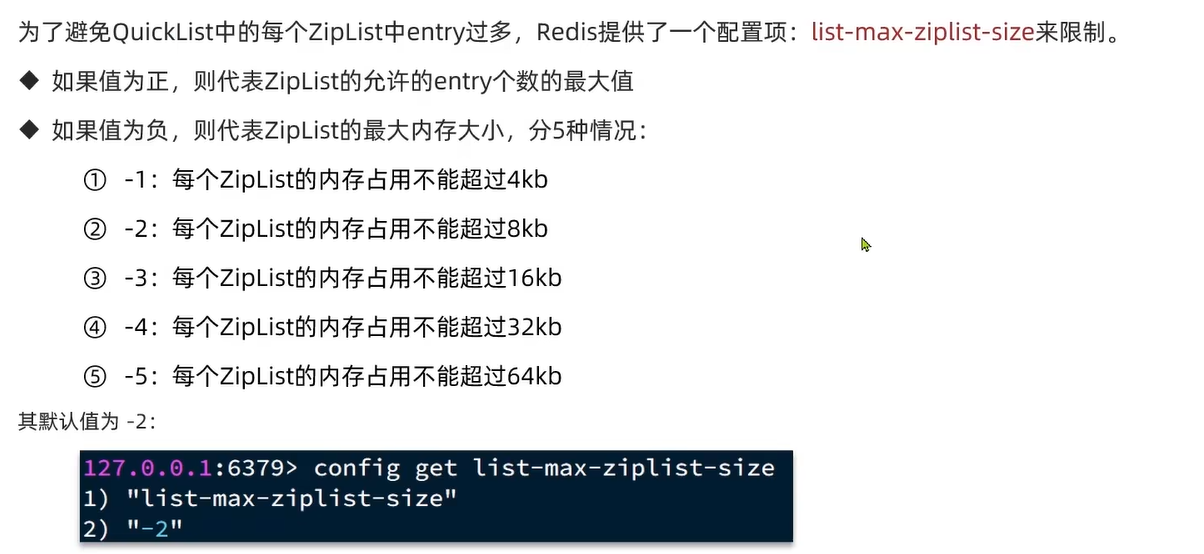 为了避免QuickList中的每个ZipList中entry过多，Redis提供了一个配置项：list-max-ziplist-size来限制。
◆ 如果值为正，则代表ZipList的允许的entry个数的最大值
◆ 如果值为负，则代表ZipList的最大内存大小，分5种情况：
① -1：每个ZipList的内存占用不能超过4kb
② -2：每个ZipList的内存占用不能超过8kb
③ -3：每个ZipList的内存占用不能超过16kb
④ -4：每个ZipList的内存占用不能超过32kb
⑤ -5：每个ZipList的内存占用不能超过64kb
其默认值为 -2：
127.0.0.1:6379> config get list-max-ziplist-size
1) "list-max-ziplist-size"
2) "-2"